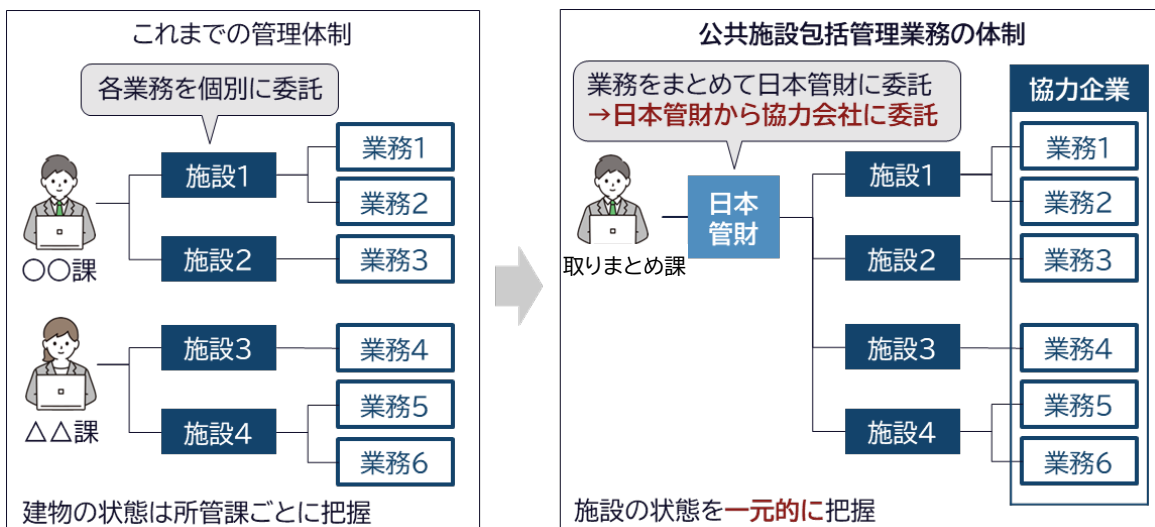 これまでの管理体制
各業務を個別に委託
施設1
業務1
業務2
施設2
業務3
〇〇課
施設3
業務4
施設4
業務5
業務6
△△課
建物の状態は所管課ごとに把握
公共施設包括管理業務の体制
業務をまとめて日本管財に委託
→日本管財から協力会社に委託
協力企業
取りまとめ課
日本
管財
施設1
業務1
業務2
施設2
業務3
施設3
業務4
施設4
業務5
業務6
施設の状態を一元的に把握